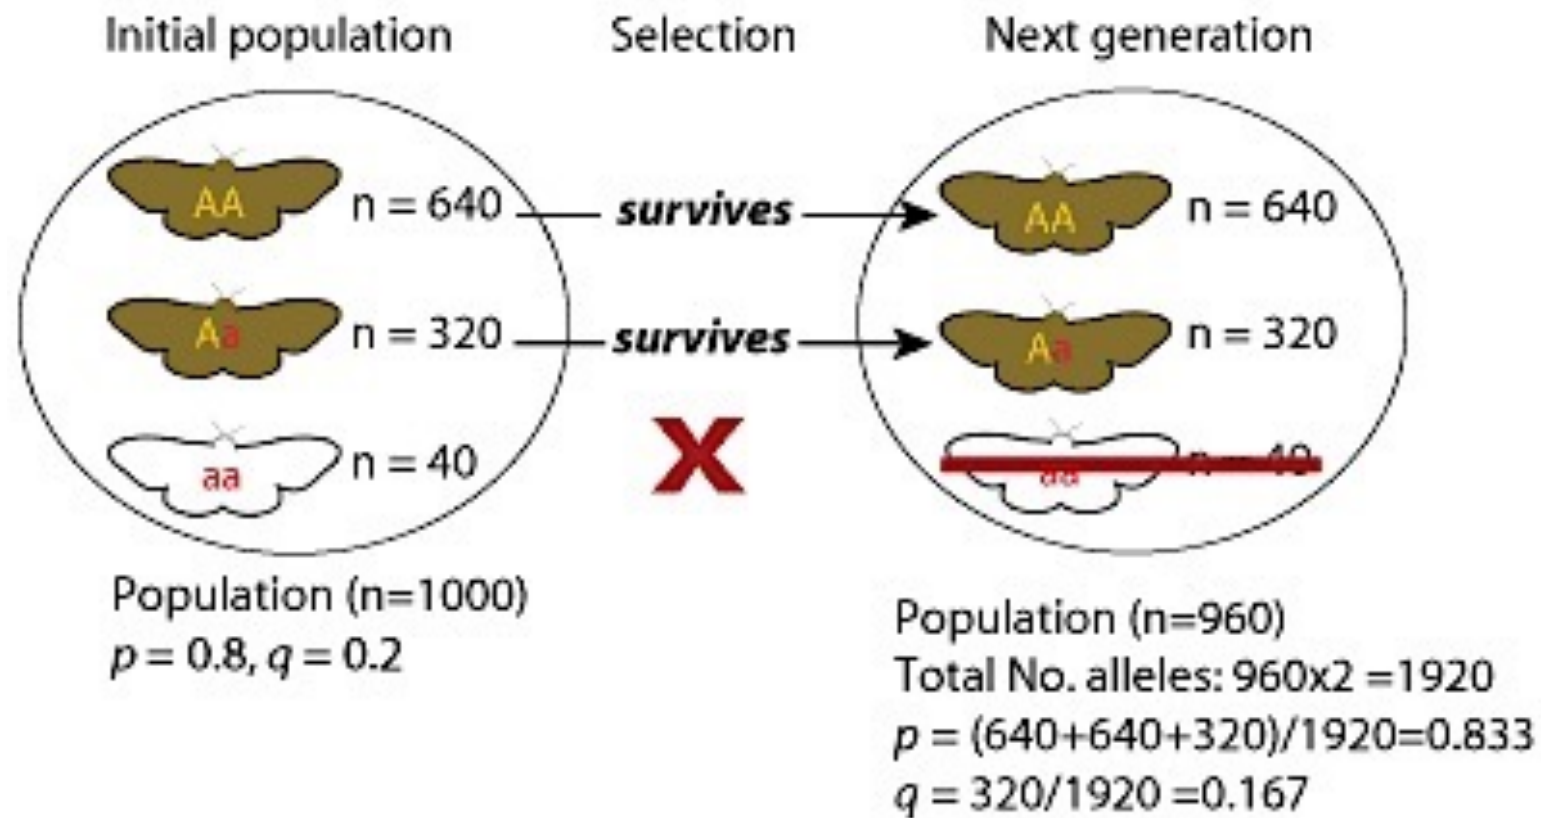 Initial population
Selection
Next generation
AA n = 640 survives AA n = 640
Aa n = 320 survives Aa n = 320
aa n = 40 X aa n = 40
Population (n=1000)
p = 0.8, q = 0.2
Population (n=960)
Total No. alleles: 960x2 =1920
p = (640+640+320)/1920=0.833
q = 320/1920 =0.167